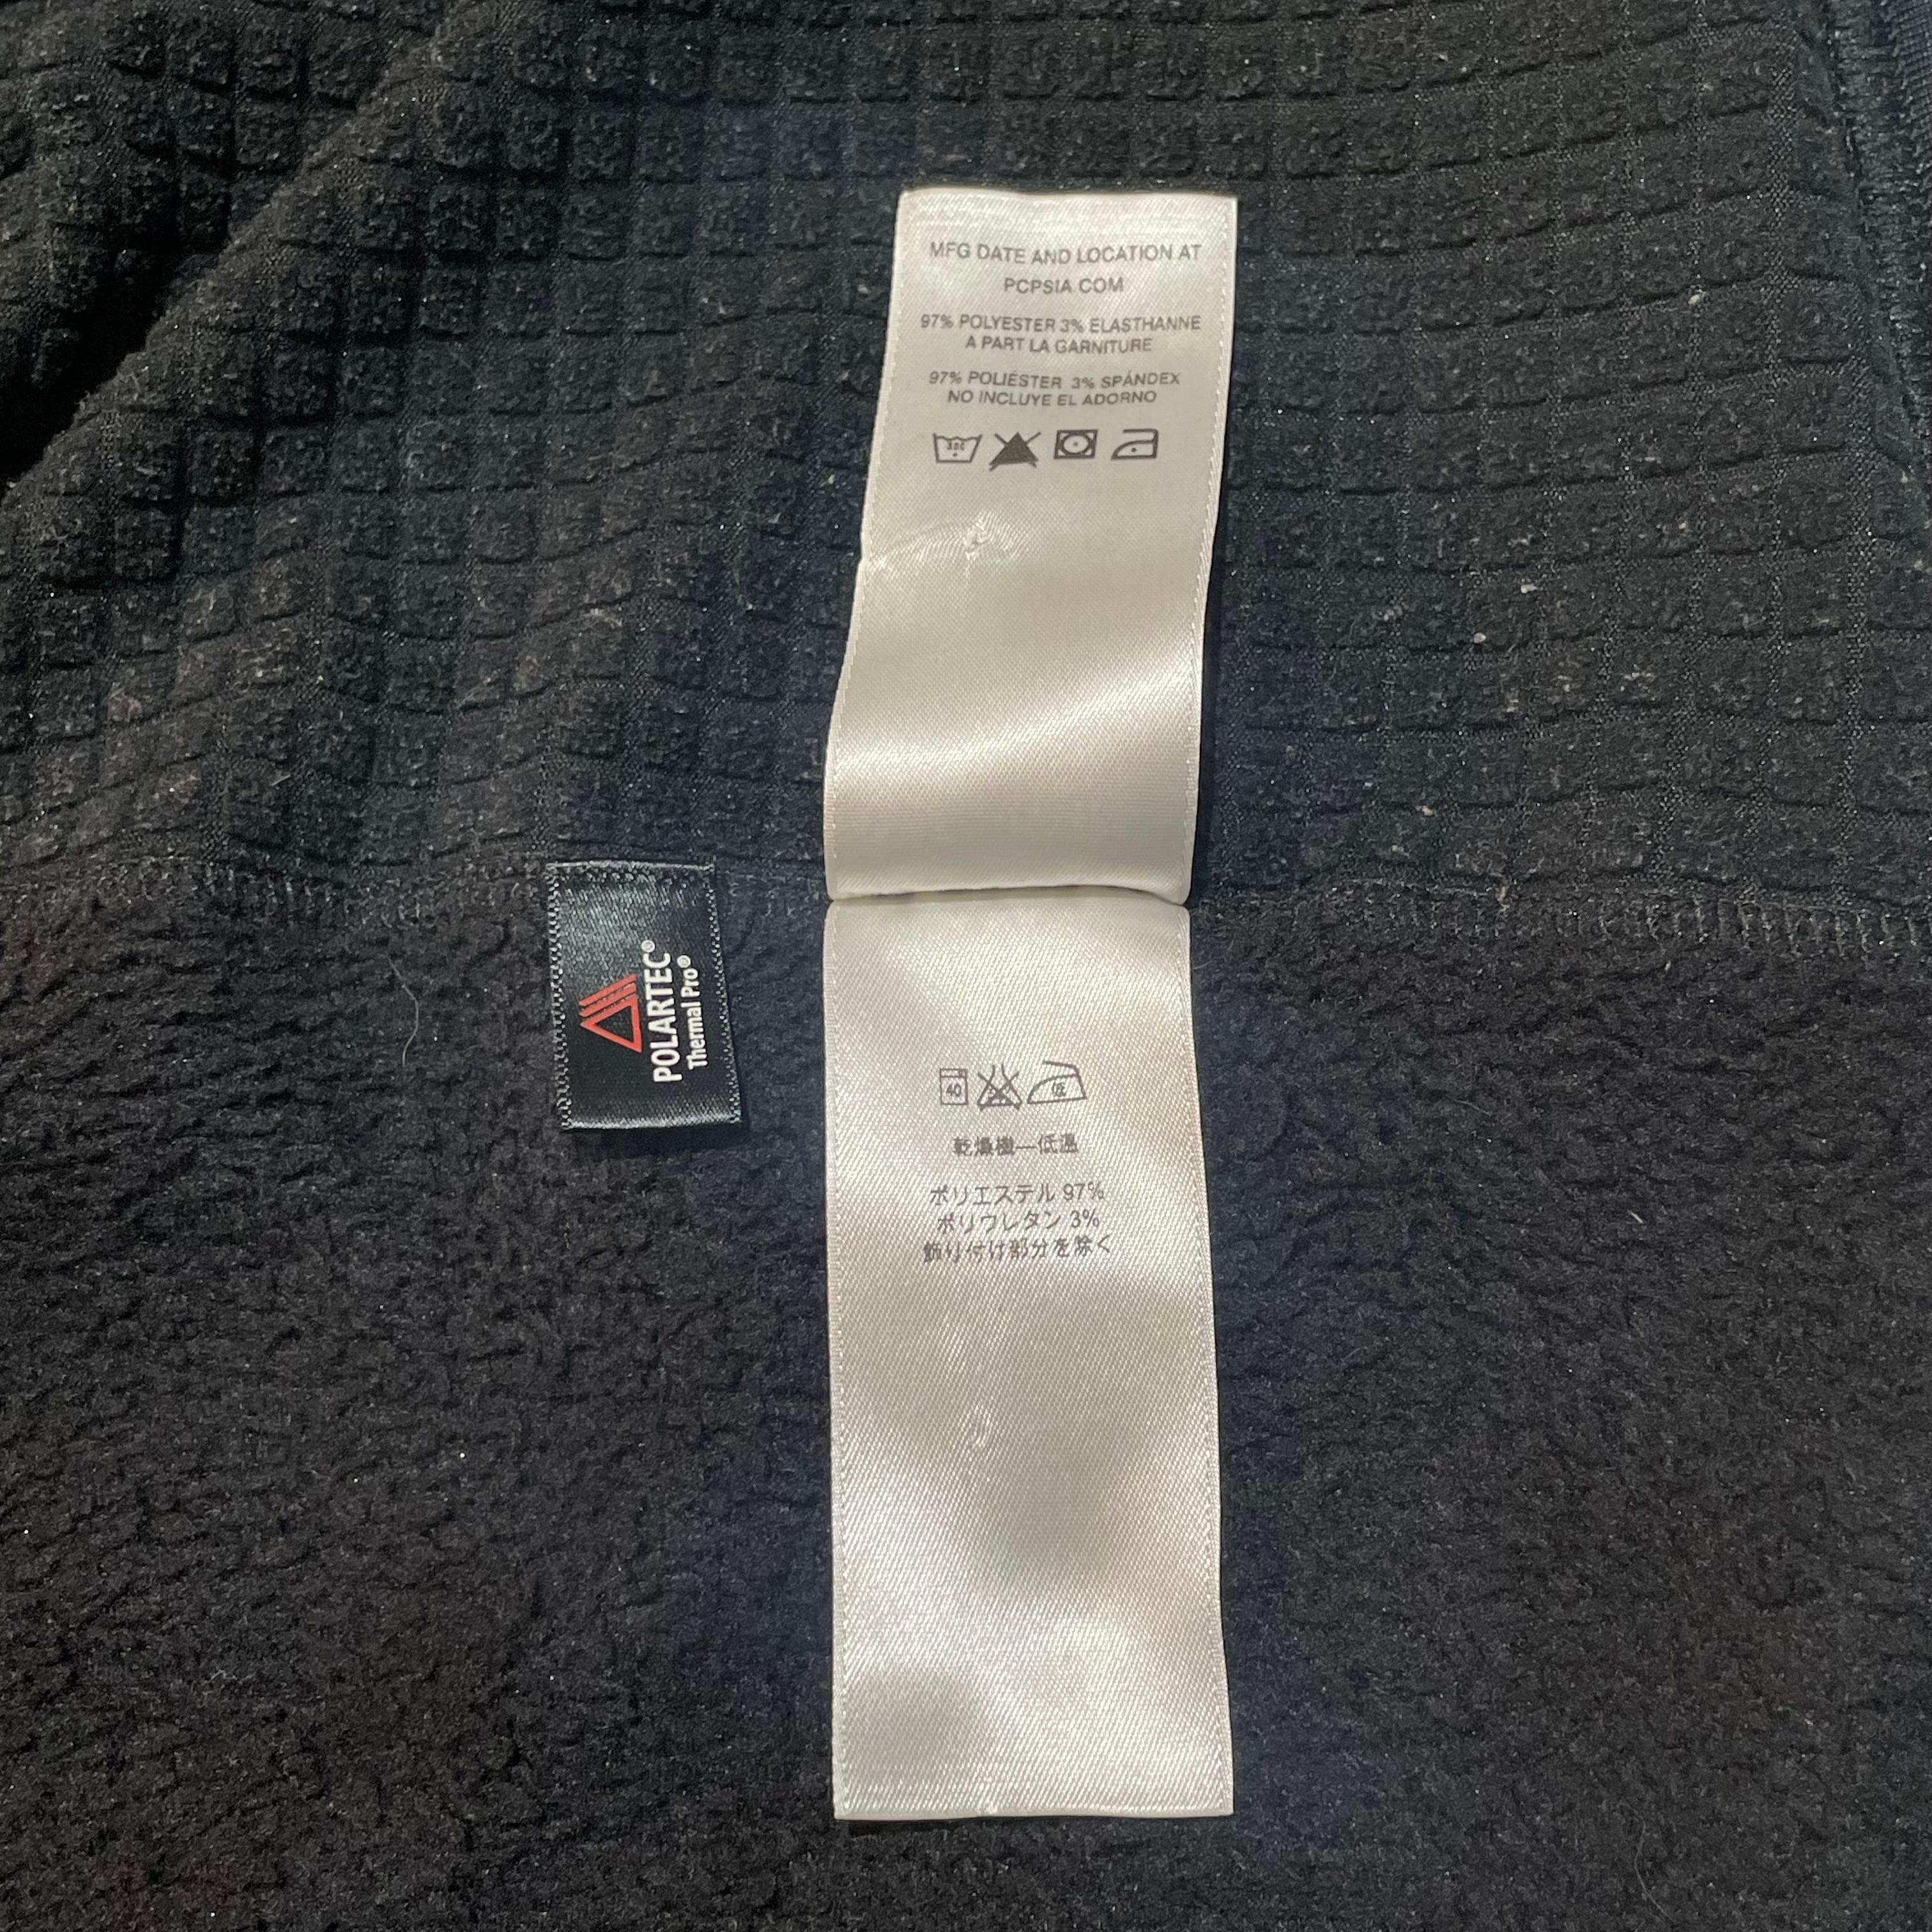 MFG DATE AND LOCATION AT
PCPSIA.COM
97% POLYESTER 3% ELASTHANNE
A PART LA GARNITURE
97% POLIÉSTER 3% SPÁNDEX
NO INCLUYE EL ADORNO
30C
POLARTEC®
Thermal Pro®
40
低
乾燥機—低温
ポリエステル 97%
ポリウレタン 3%
飾り付け部分を除く